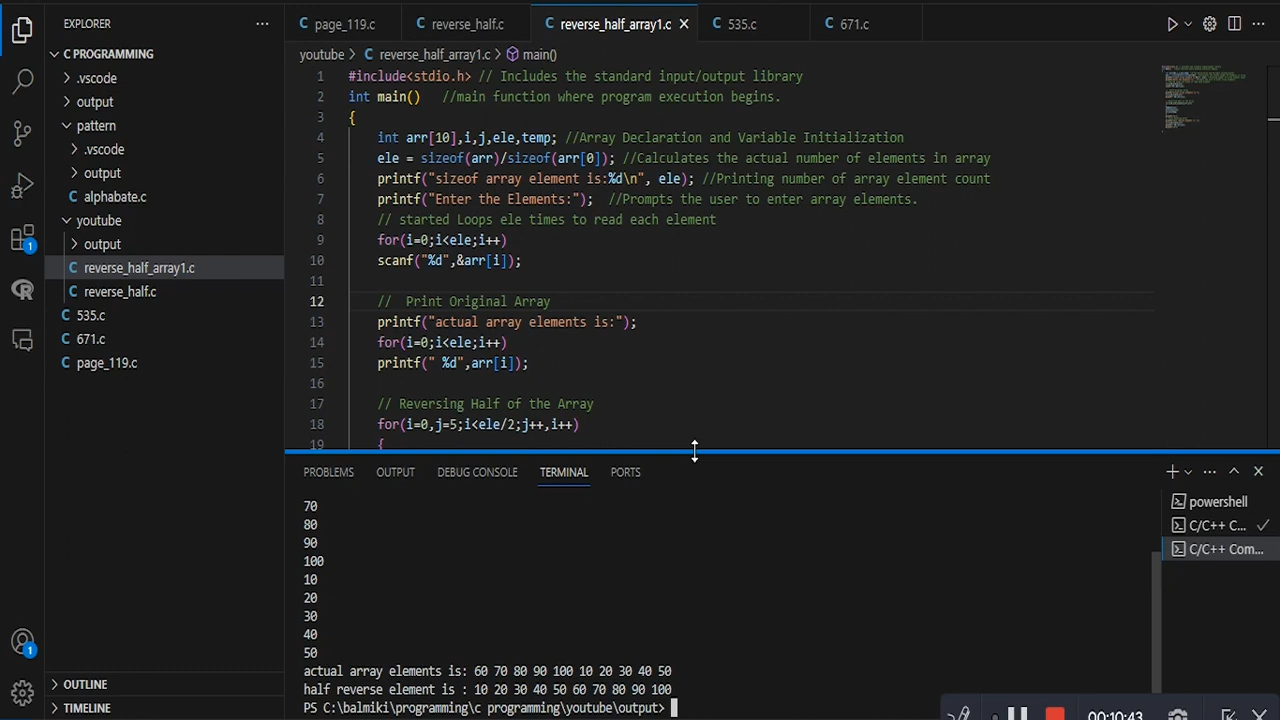 EXPLORER
C PROGRAMMING
.vscode
output
pattern
.vscode
output
C alphabate.c
youtube
output
C reverse_half_array1.c
C reverse_half.c
C 535.c
C 671.c
C page_119.c
OUTLINE
TIMELINE
1
1
C page_119.c C reverse_half.c C reverse_half_array1.c C 535.c C 671.c
youtube > C reverse_half_array1.c > main()
1 #include<stdio.h> // Includes the standard input/output library
2 int main() //main function where program execution begins.
3 {
4 int arr[10],i,j,ele,temp; //Array Declaration and Variable Initialization
5 ele = sizeof(arr)/sizeof(arr[0]); //Calculates the actual number of elements in array
6 printf("sizeof array element is:%d\n", ele); //Printing number of array element count
7 printf("Enter the Elements:"); //Prompts the user to enter array elements.
8 // started Loops ele times to read each element
9 for(i=0;i<ele;i++)
10 scanf("%d",&arr[i]);
11
12 // Print Original Array
13 printf("actual array elements is:");
14 for(i=0;i<ele;i++)
15 printf(" %d",arr[i]);
16
17 // Reversing Half of the Array
18 for(i=0,j=5;i<ele/2;j++,i++)
19 {
PROBLEMS OUTPUT DEBUG CONSOLE TERMINAL PORTS
70
80
90
100
10
20
30
40
50
actual array elements is: 60 70 80 90 100 10 20 30 40 50
half reverse element is : 10 20 30 40 50 60 70 80 90 100
PS C:\balmiki\programming\c programming\youtube\output>
powershell
C/C++ C...
C/C++ Com...
00:10:43